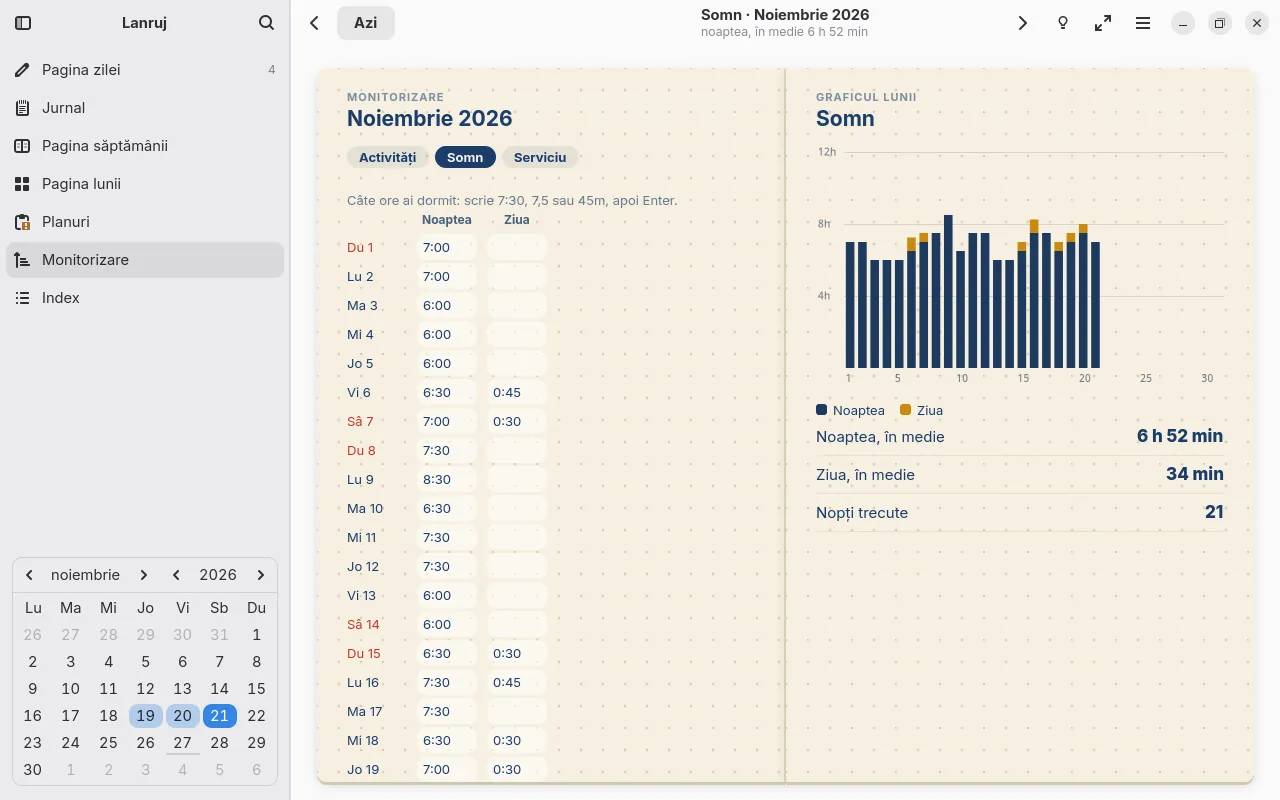 Lanruj
Pagina zilei 4
Jurnal
Pagina săptămânii
Pagina lunii
Planuri
Monitorizare
Index
noiembrie 2026
Lu Ma Mi Jo Vi Sb Du
26 27 28 29 30 31 1
2 3 4 5 6 7 8
9 10 11 12 13 14 15
16 17 18 19 20 21 22
23 24 25 26 27 28 29
30 1 2 3 4 5 6
Azi
Somn · Noiembrie 2026
noaptea, în medie 6 h 52 min
MONITORIZARE
Noiembrie 2026
Activități Somn Serviciu
Câte ore ai dormit: scrie 7:30, 7,5 sau 45m, apoi Enter.
Noaptea Ziua
Du 1 7:00
Lu 2 7:00
Ma 3 6:00
Mi 4 6:00
Jo 5 6:00
Vi 6 6:30 0:45
Sâ 7 7:00 0:30
Du 8 7:30
Lu 9 8:30
Ma 10 6:30
Mi 11 7:30
Jo 12 7:30
Vi 13 6:00
Sâ 14 6:00
Du 15 6:30 0:30
Lu 16 7:30 0:45
Ma 17 7:30
Mi 18 6:30 0:30
Jo 19 7:00 0:30
GRAFICUL LUNII
Somn
12h
8h
4h
1 5 10 15 20 25 30
Noaptea Ziua
Noaptea, în medie 6 h 52 min
Ziua, în medie 34 min
Nopți trecute 21